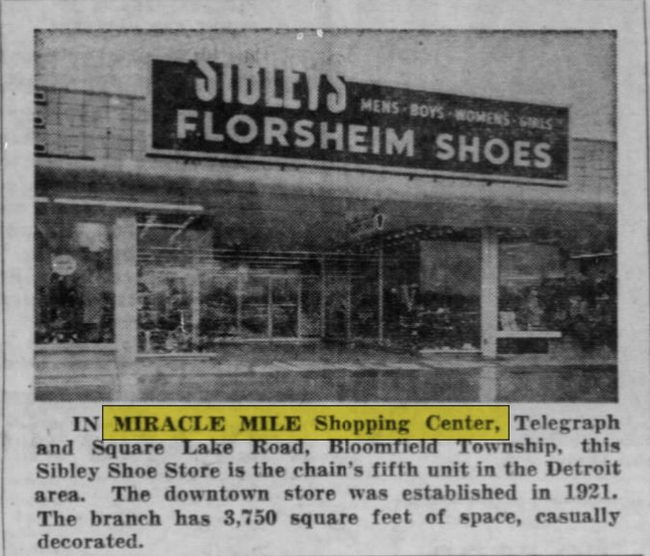 SIBLEY'S
MENS · BOYS · WOMENS · GIRLS
FLORSHEIM SHOES
IN MIRACLE MILE Shopping Center, Telegraph
and Square Lake Road, Bloomfield Township, this
Sibley Shoe Store is the chain's fifth unit in the Detroit
area. The downtown store was established in 1921.
The branch has 3,750 square feet of space, casually
decorated.